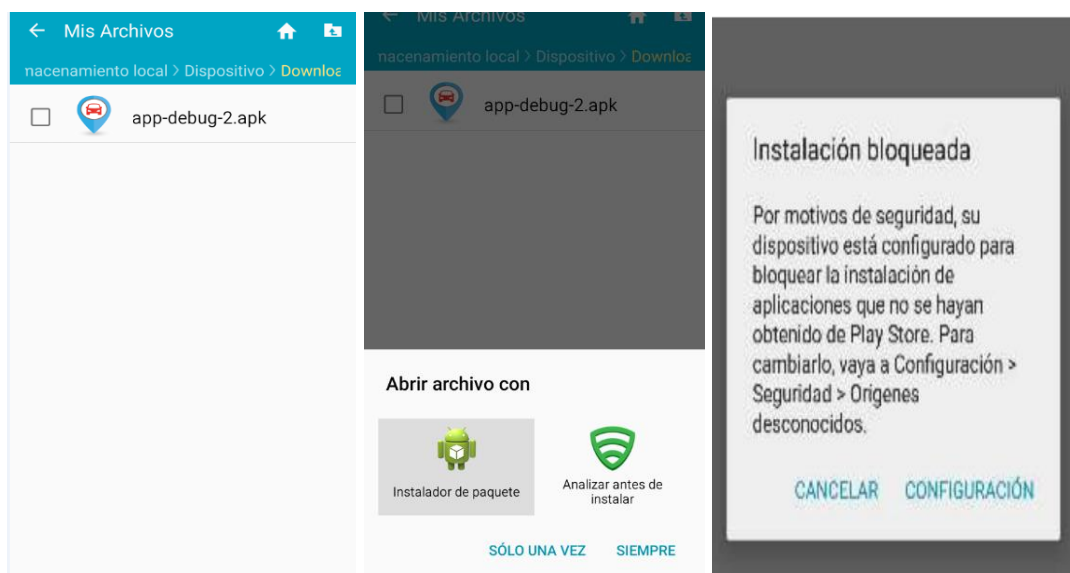 Mis Archivos
nacenamiento local > Dispositivo > Downloa
app-debug-2.apk
Mis Archivos
nacenamiento local > Dispositivo > Downloa
app-debug-2.apk
Abrir archivo con
Instalador de paquete
Analizar antes de
instalar
SÓLO UNA VEZ SIEMPRE
Instalación bloqueada
Por motivos de seguridad, su
dispositivo está configurado para
bloquear la instalación de
aplicaciones que no se hayan
obtenido de Play Store. Para
cambiarlo, vaya a Configuración >
Seguridad > Orígenes
desconocidos.
CANCELAR CONFIGURACIÓN